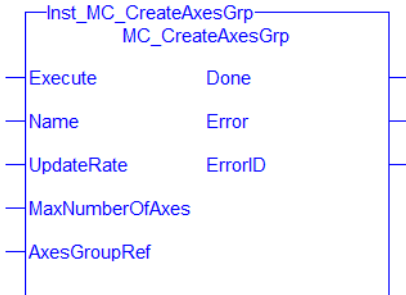 Inst_MC_CreateAxesGrp
MC_CreateAxesGrp
Execute Done
Name Error
UpdateRate ErrorID
MaxNumberOfAxes
AxesGroupRef